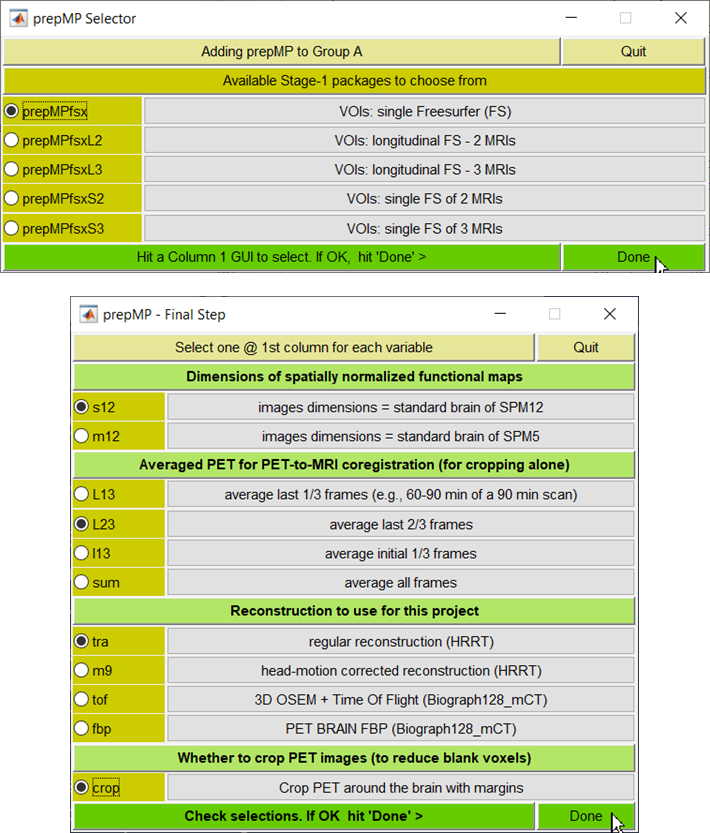 prepMP Selector
Adding prepMP to Group A Quit
Available Stage-1 packages to choose from
prepMPfsx VOIs: single Freesurfer (FS)
prepMPfsxL2 VOIs: longitudinal FS - 2 MRIs
prepMPfsxL3 VOIs: longitudinal FS - 3 MRIs
prepMPfsxS2 VOIs: single FS of 2 MRIs
prepMPfsxS3 VOIs: single FS of 3 MRIs
Hit a Column 1 GUI to select. If OK, hit 'Done' > Done
prepMP - Final Step
Select one @ 1st column for each variable Quit
Dimensions of spatially normalized functional maps
s12 images dimensions = standard brain of SPM12
m12 images dimensions = standard brain of SPM5
Averaged PET for PET-to-MRI coregistration (for cropping alone)
L13 average last 1/3 frames (e.g., 60-90 min of a 90 min scan)
L23 average last 2/3 frames
I13 average initial 1/3 frames
sum average all frames
Reconstruction to use for this project
tra regular reconstruction (HRRT)
m9 head-motion corrected reconstruction (HRRT)
tof 3D OSEM + Time Of Flight (Biograph128_mCT)
fbp PET BRAIN FBP (Biograph128_mCT)
Whether to crop PET images (to reduce blank voxels)
crop Crop PET around the brain with margins
Check selections. If OK hit 'Done' > Done